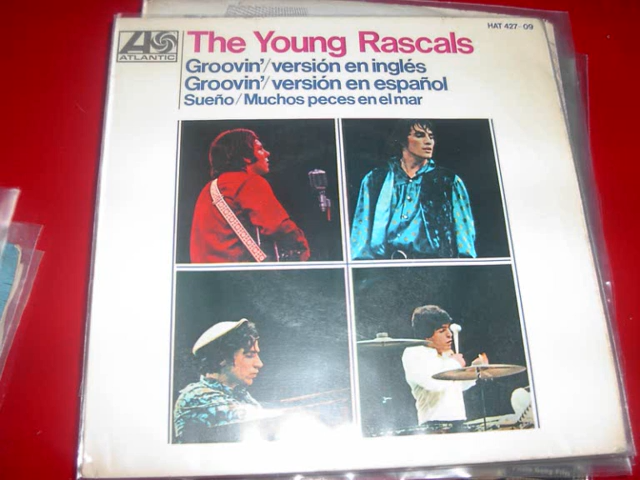 HAT 427-09
ATLANTIC
The Young Rascals
Groovin'/versión en inglés
Groovin'/versión en español
Sueño/Muchos peces en el mar